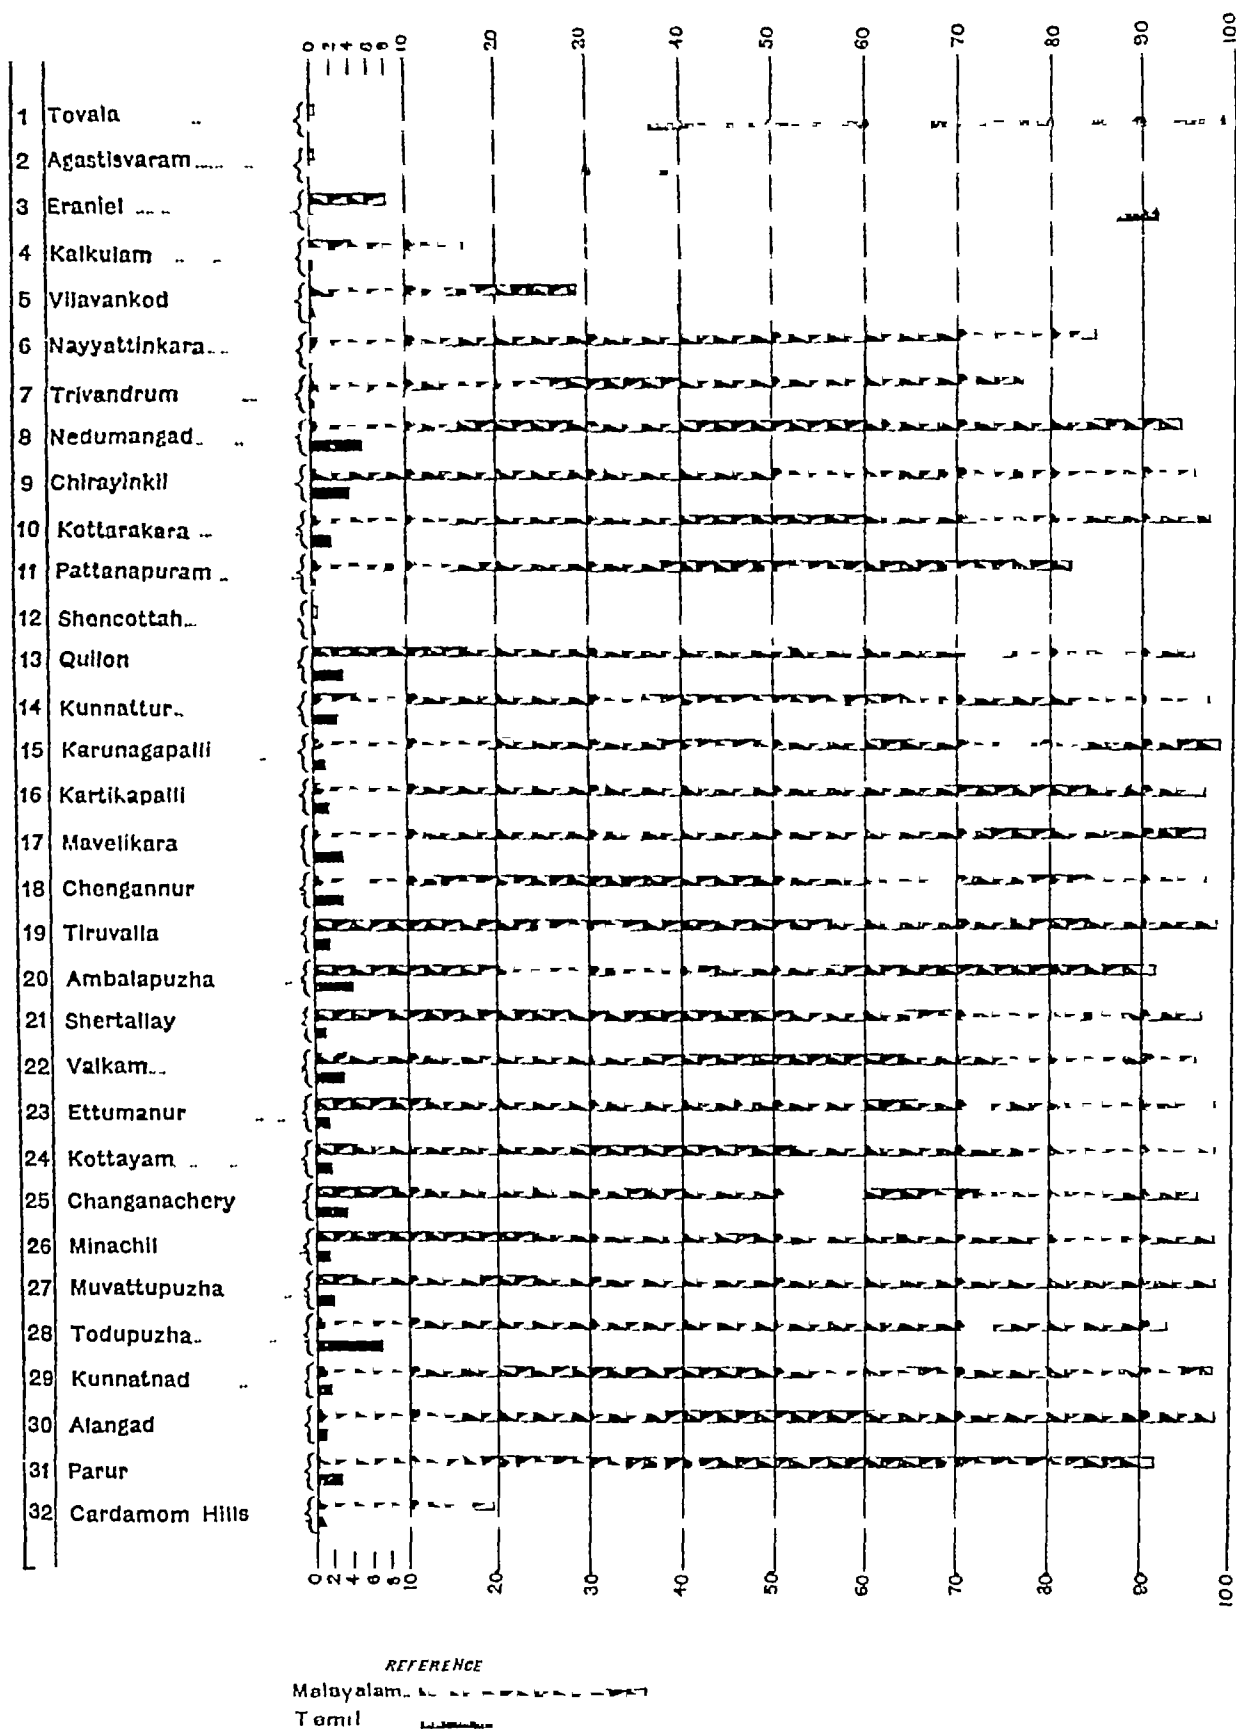 0 2 4 6 8 10 20 20 40 50 60 70 80 90 100
1 Tovala ..
2 Agastisvaram..... ..
3 Eraniel .... ..
4 Kalkulam .. ..
5 Vilavankod
6 Nayyattinkara....
7 Trivandrum ...
8 Nedumangad.. ..
9 Chirayinkil
10 Kottarakara ..
11 Pattanapuram ..
12 Shencottah...
13 Quilon
14 Kunnattur..
15 Karunagapalli
16 Kartikapalli
17 Mavelikara
18 Chengannur
19 Tiruvalla
20 Ambalapuzha ..
21 Shertallay
22 Vaikam...
23 Ettumanur .. ..
24 Kottayam .. ..
25 Changanachery
26 Minachil
27 Muvattupuzha ..
28 Todupuzha.. ..
29 Kunnatnad ..
30 Alangad
31 Parur
32 Cardamom Hills
0 2 4 6 8 10 20 30 40 50 60 70 80 90 100
REFERENCE
Malayalam..
Tamil